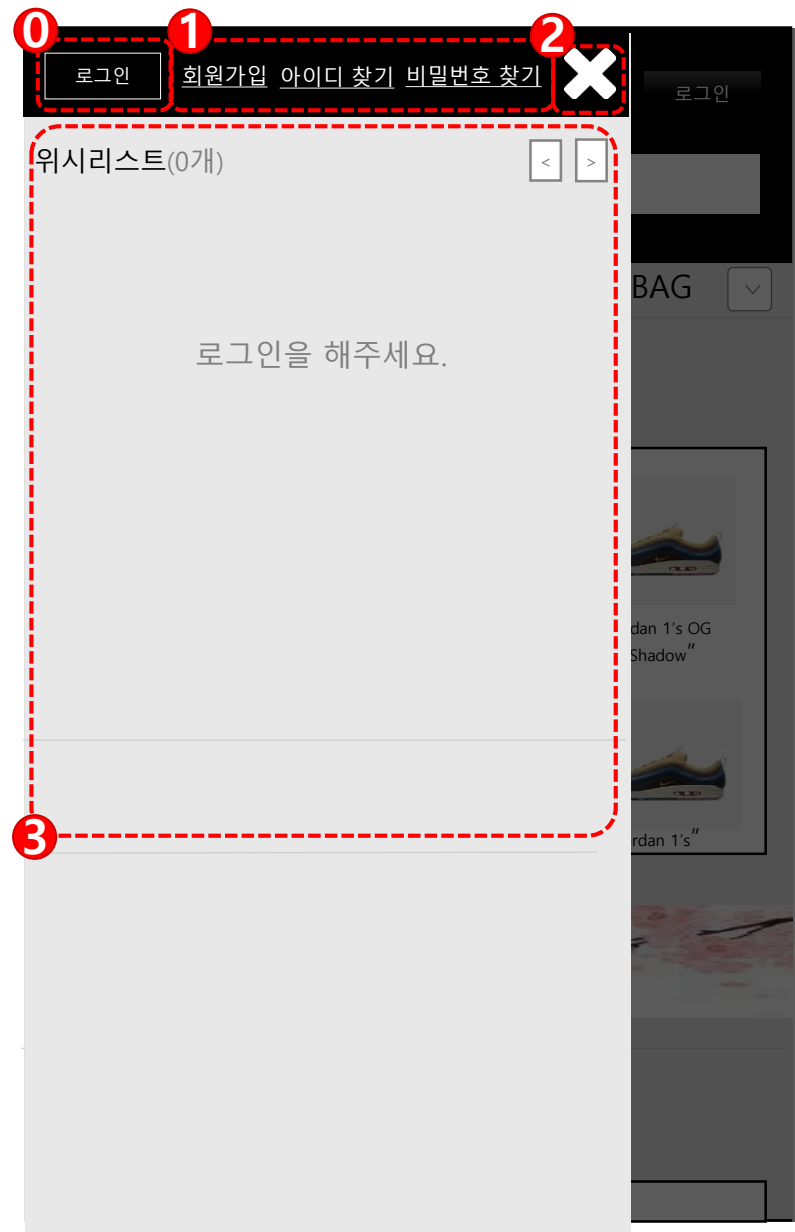 0 1 2
로그인 회원가입 아이디 찾기 비밀번호 찾기
로그인
위시리스트(0개) < >
BAG
로그인을 해주세요.
dan 1's OG
Shadow"
3
rdan 1's"